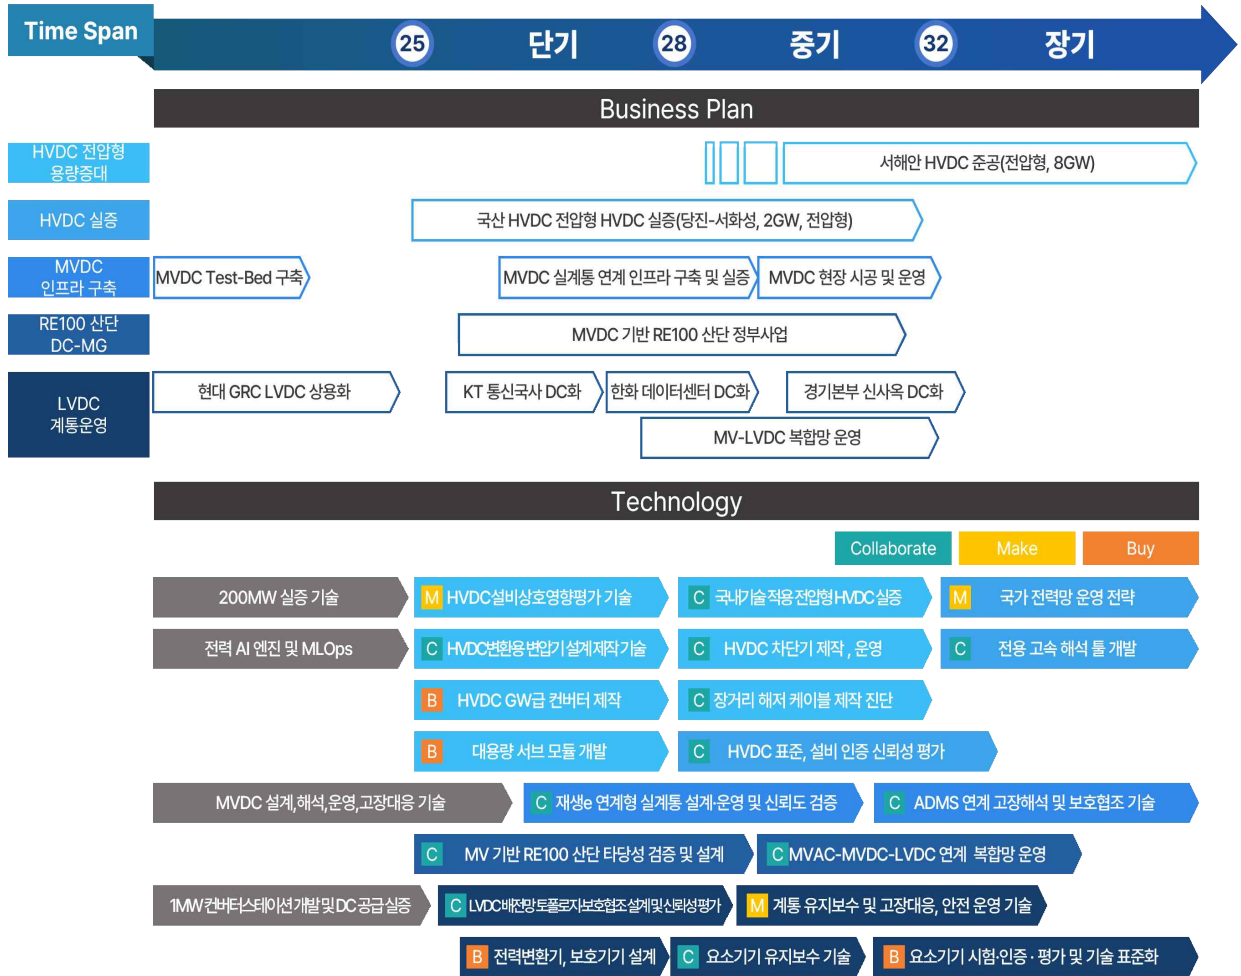 Time Span
25 단기 28 중기 32 장기
Business Plan
HVDC 전압형
용량증대
서해안 HVDC 준공(전압형, 8GW)
HVDC 실증
국산 HVDC 전압형 HVDC 실증(당진-서화성, 2GW, 전압형)
MVDC
인프라 구축
MVDC Test-Bed 구축
MVDC 실계통 연계 인프라 구축 및 실증
MVDC 현장 시공 및 운영
RE100 산단
DC-MG
MVDC 기반 RE100 산단 정부사업
LVDC
계통운영
현대 GRC LVDC 상용화
KT 통신국사 DC화
한화 데이터센터 DC화
경기본부 신사옥 DC화
MV-LVDC 복합망 운영
Technology
Collaborate
Make
Buy
200MW 실증 기술
M HVDC설비상호영향평가 기술
C 국내기술적용전압형HVDC실증
M 국가 전력망 운영 전략
전력 AI 엔진 및 MLOps
C HVDC변환용변압기설계제작기술
C HVDC 차단기 제작 , 운영
C 전용 고속 해석 툴 개발
B HVDC GW급 컨버터 제작
C 장거리 해저 케이블 제작 진단
B 대용량 서브 모듈 개발
C HVDC 표준, 설비 인증 신뢰성 평가
MVDC 설계,해석,운영,고장대응 기술
C 재생e 연계형 실계통 설계·운영 및 신뢰도 검증
C ADMS 연계 고장해석 및 보호협조 기술
C MV 기반 RE100 산단 타당성 검증 및 설계
C MVAC-MVDC-LVDC 연계 복합망 운영
1MW컨버터스테이션개발및DC공급실증
C LVDC배전망토폴로지보호협조설계및신뢰성평가
M 계통 유지보수 및 고장대응, 안전 운영 기술
B 전력변환기, 보호기기 설계
C 요소기기 유지보수 기술
B 요소기기 시험·인증·평가 및 기술 표준화